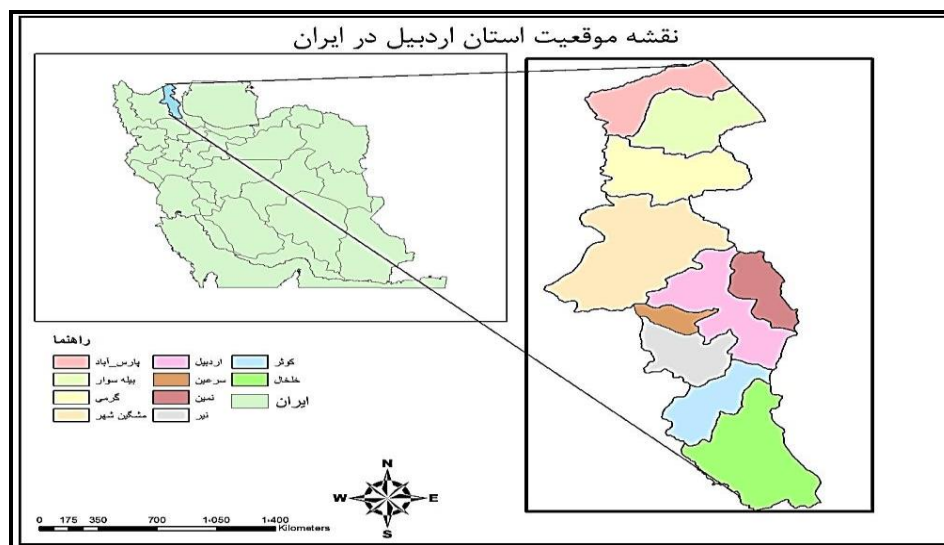 نقشه موقعیت استان اردبیل در ایران
راهنما
پارس_آباد
بیله سوار
گرمی
مشگین شهر
اردبیل
سرعین
نمین
نیر
کوثر
خلخال
ایران
N
W E
S
0 175 350 700 1٬050 1٬400
Kilometers